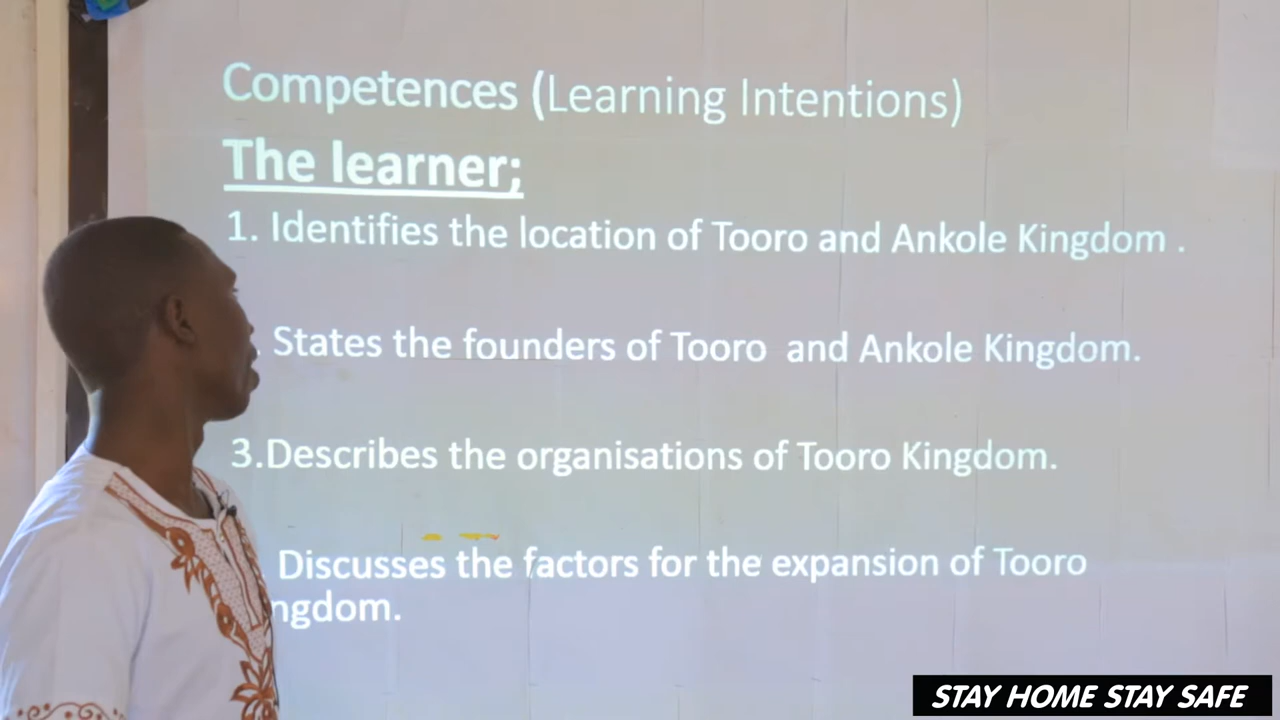 Competences (Learning Intentions)
The learner;
1. Identifies the location of Tooro and Ankole Kingdom .
. States the founders of Tooro and Ankole Kingdom.
3.Describes the organisations of Tooro Kingdom.
Discusses the factors for the expansion of Tooro
ngdom.
STAY HOME STAY SAFE